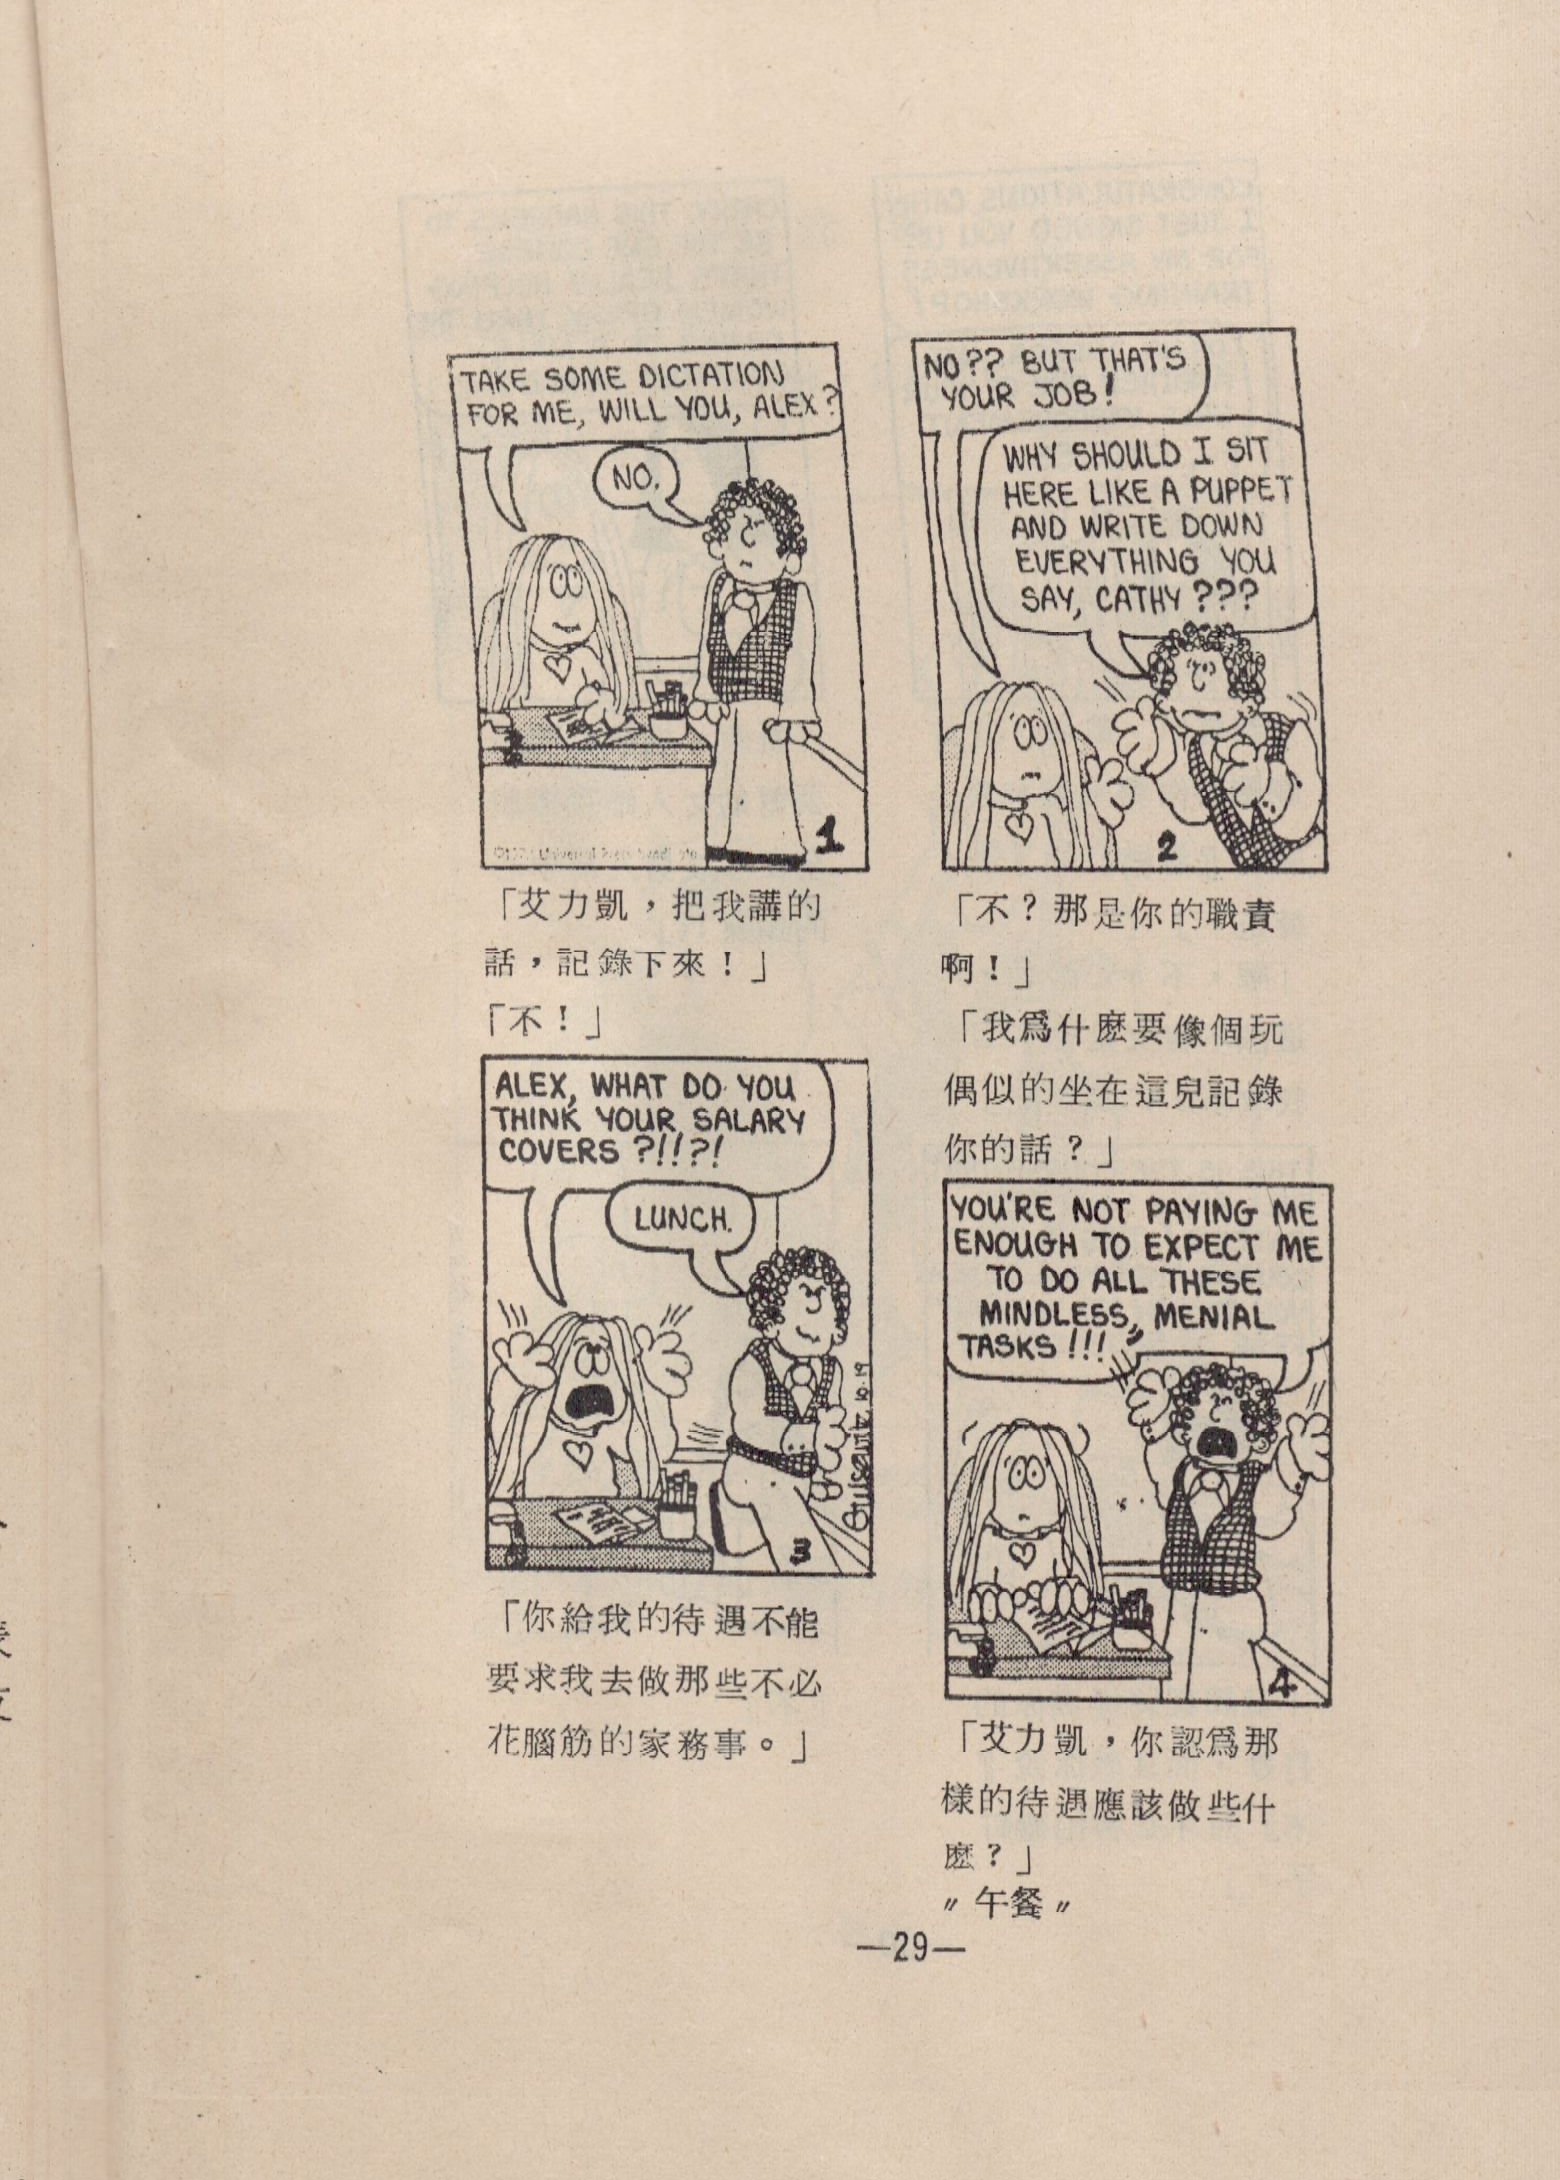 TAKE SOME DICTATION
FOR ME, WILL YOU, ALEX?
NO.
1
「艾力凱，把我講的
話，記錄下來！」
「不！」
NO?? BUT THAT'S
YOUR JOB!
WHY SHOULD I SIT
HERE LIKE A PUPPET
AND WRITE DOWN
EVERYTHING YOU
SAY, CATHY???
2
「不？那是你的職責
啊！」
「我爲什麽要像個玩
偶似的坐在這兒記錄
你的話？」
ALEX, WHAT DO YOU
THINK YOUR SALARY
COVERS?!!?!
LUNCH.
Guisewite 10.19
3
「你給我的待遇不能
要求我去做那些不必
花腦筋的家務事。」
YOU'RE NOT PAYING ME
ENOUGH TO EXPECT ME
TO DO ALL THESE
MINDLESS, MENIAL
TASKS!!!
4
「艾力凱，你認爲那
樣的待遇應該做些什
麽？」
〃午餐〃
—29—